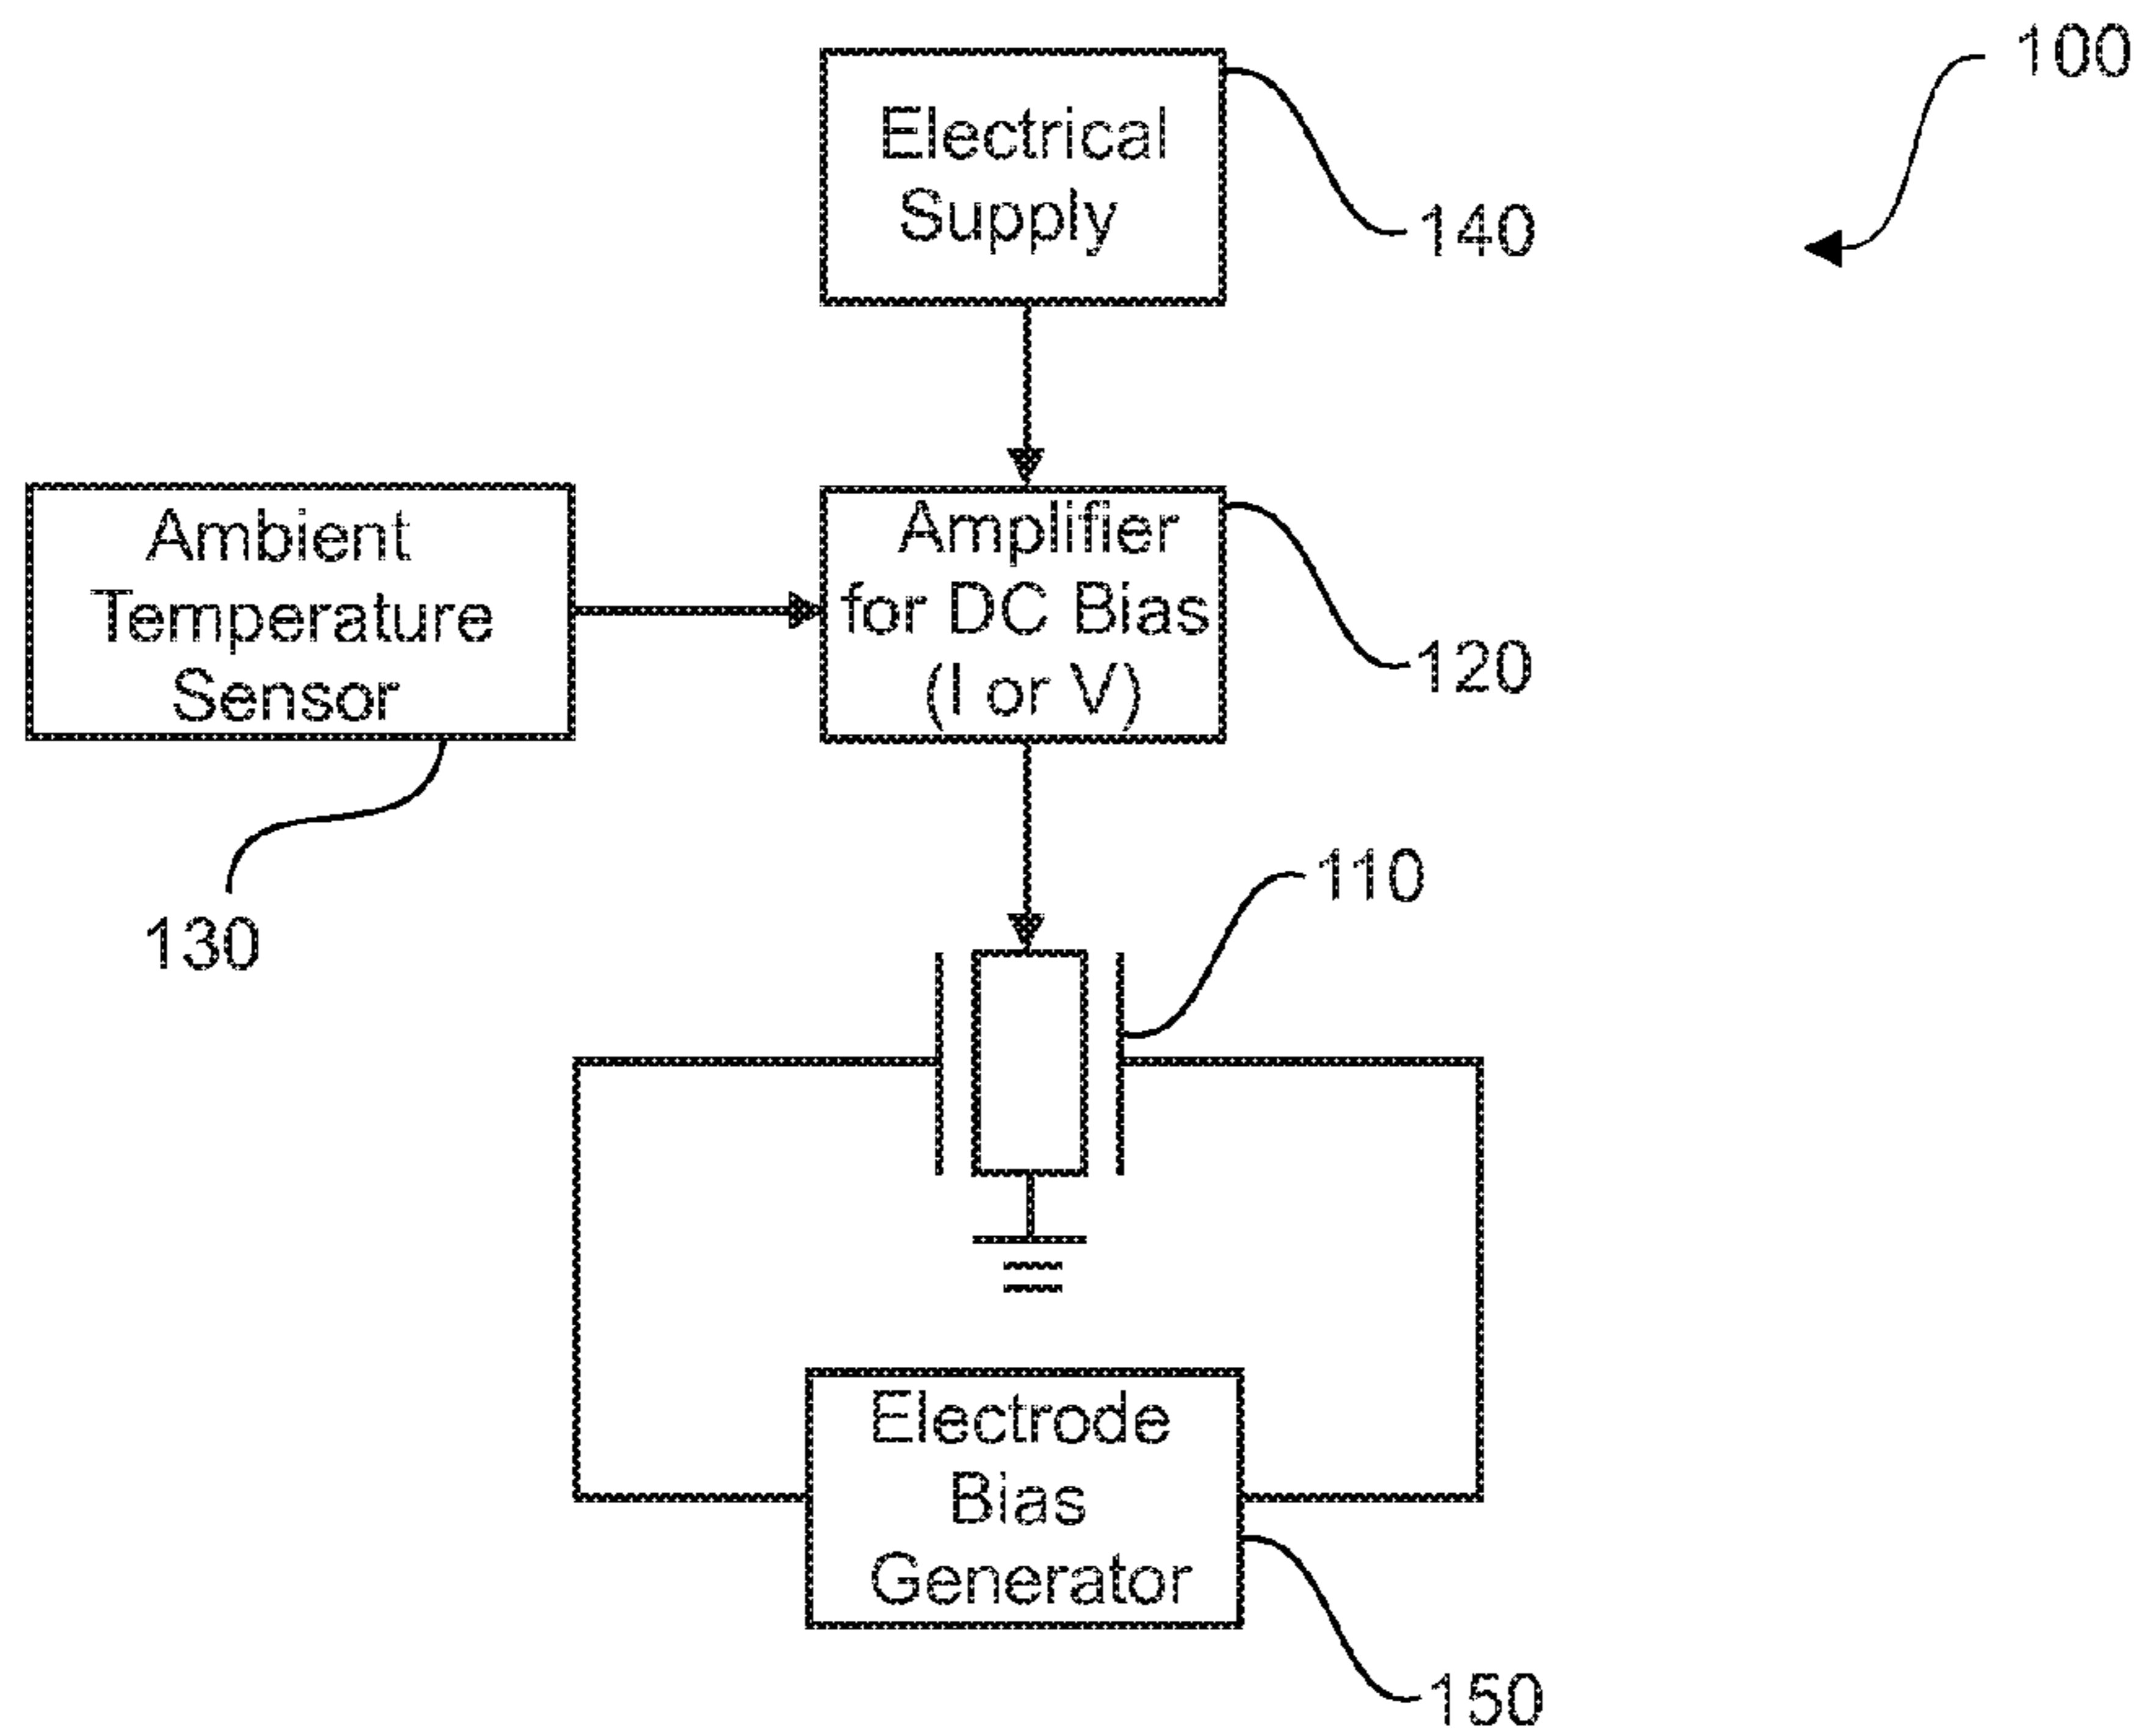 100
Electrical
Supply
140
Ambient
Temperature
Sensor
Amplifier
for DC Bias
(I or V)
120
130
110
Electrode
Bias
Generator
150